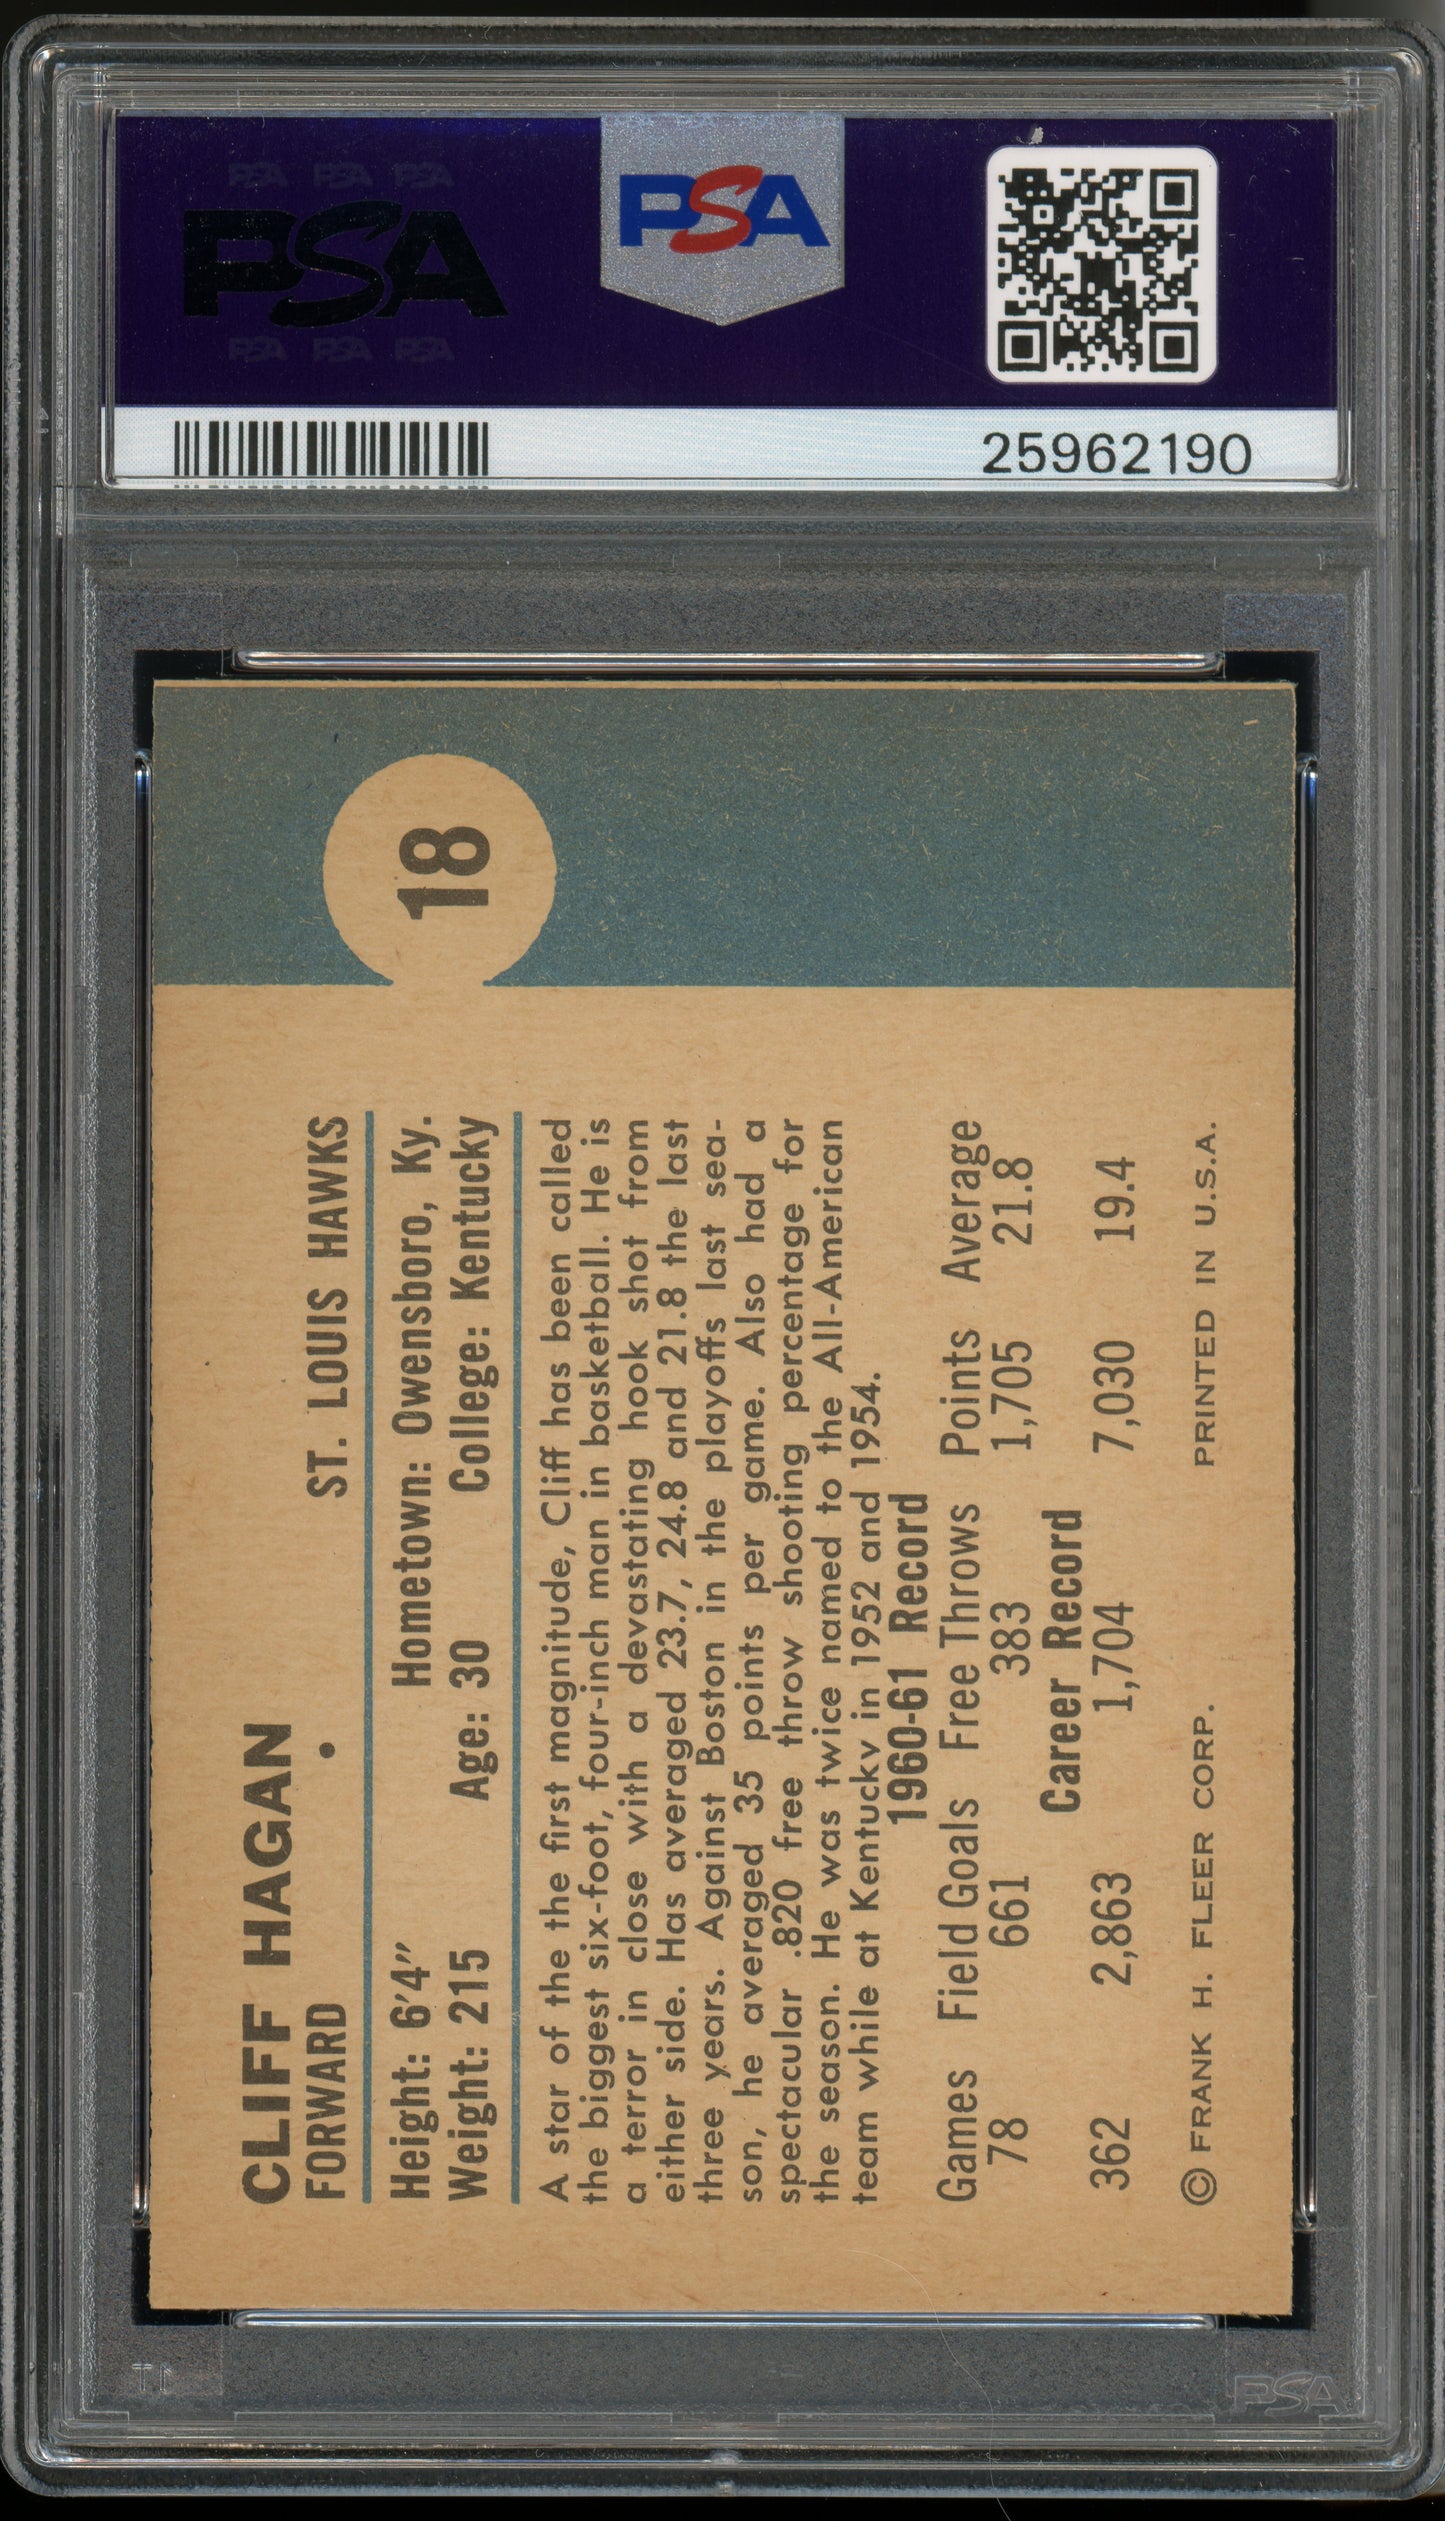 PSA PSA PSA
PSA
PSA PSA PSA
PSA
25962190
18
CLIFF HAGAN
FORWARD • ST. LOUIS HAWKS
Height: 6'4" Hometown: Owensboro, Ky.
Weight: 215 Age: 30 College: Kentucky
A star of the the first magnitude, Cliff has been called
the biggest six-foot, four-inch man in basketball. He is
a terror in close with a devastating hook shot from
either side. Has averaged 23.7, 24.8 and 21.8 the last
three years. Against Boston in the playoffs last sea-
son, he averaged 35 points per game. Also had a
spectacular .820 free throw shooting percentage for
the season. He was twice named to the All-American
team while at Kentucky in 1952 and 1954.
1960-61 Record
Games Field Goals Free Throws Points Average
78 661 383 1,705 21.8
Career Record
362 2,863 1,704 7,030 19.4
© FRANK H. FLEER CORP. PRINTED IN U.S.A.
PSA